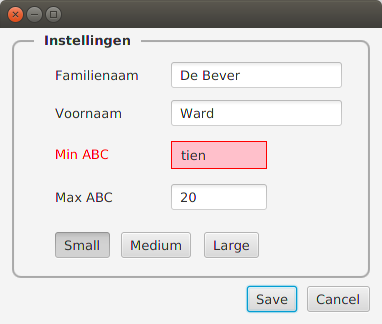 Instellingen
Familienaam De Bever
Voornaam Ward
Min ABC tien
Max ABC 20
Small Medium Large
Save Cancel